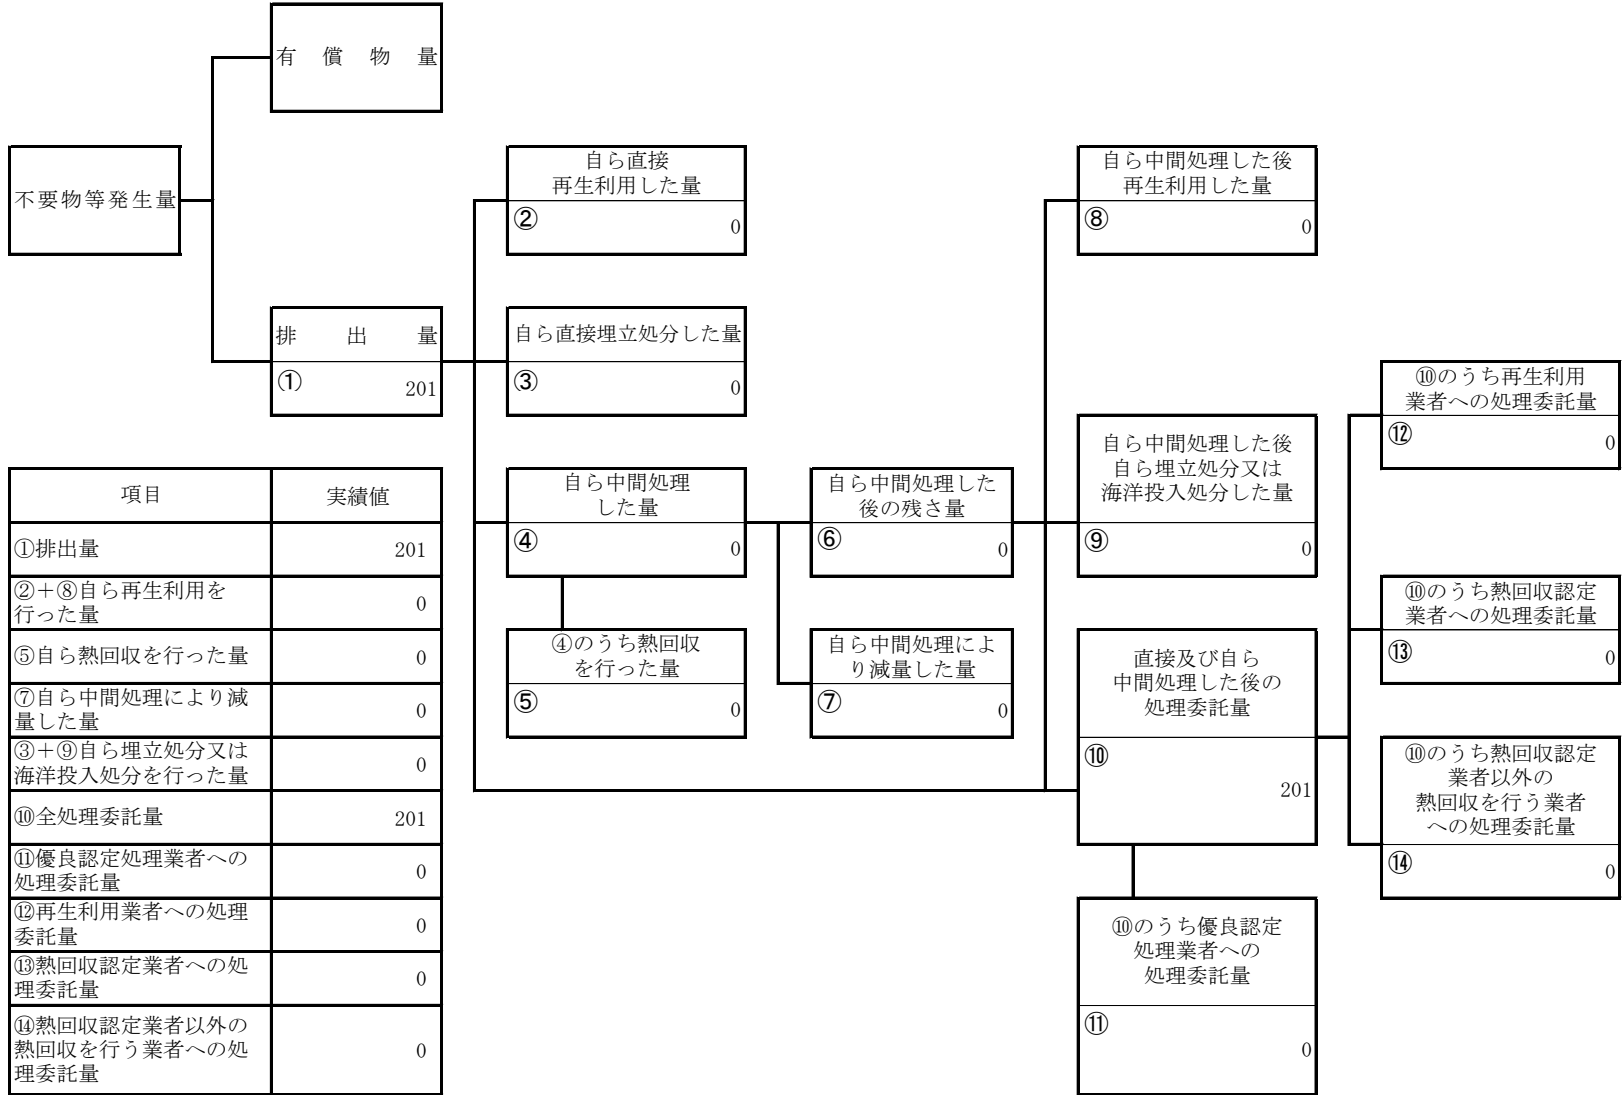 有償物量
不要物等発生量
排出量
①
201
自ら直接
再生利用した量
②
0
自ら直接埋立処分した量
③
0
自ら中間処理
した量
④
0
④のうち熱回収
を行った量
⑤
0
自ら中間処理した
後の残さ量
⑥
0
自ら中間処理によ
り減量した量
⑦
0
自ら中間処理した後
再生利用した量
⑧
0
自ら中間処理した後
自ら埋立処分又は
海洋投入処分した量
⑨
0
直接及び自ら
中間処理した後の
処理委託量
⑩
201
⑩のうち優良認定
処理業者への
処理委託量
⑪
0
⑩のうち再生利用
業者への処理委託量
⑫
0
⑩のうち熱回収認定
業者への処理委託量
⑬
0
⑩のうち熱回収認定
業者以外の
熱回収を行う業者
への処理委託量
⑭
0
項目 実績値
①排出量 201
②+⑧自ら再生利用を
行った量 0
⑤自ら熱回収を行った量 0
⑦自ら中間処理により減
量した量 0
③+⑨自ら埋立処分又は
海洋投入処分を行った量 0
⑩全処理委託量 201
⑪優良認定処理業者への
処理委託量 0
⑫再生利用業者への処理
委託量 0
⑬熱回収認定業者への処
理委託量 0
⑭熱回収認定業者以外の
熱回収を行う業者への処
理委託量 0